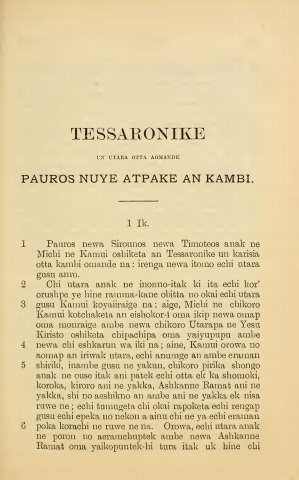 TESSARONIKE
UN UTARA OTTA AOMANDE
PAUROS NUYE ATPAKE AN KAMBI.
1 Ik.
1 Pauros newa Sirounos newa Timoteos anak ne
Michi ne Kamui oshiketa an Tessaronike un karisia
otta kambi omande na: irenga newa itomo echi utara
gusu anro.
2 Chi utara anak ne inonno-itak ki ita echi kor'
orushpe ye hine ramma-kane obitta no okai echi utara
3 gusu Kamui koyairaige na; aige, Michi ne chikoro
Kamui kotchaketa an eishokor-i oma ikip newa omap
oma monraige ambe newa chikoro Utarapa ne Yesu
Kiristo oshiketa chipachipa oma yaiyupupu ambe
4 newa chi eshkarun wa iki na; aine, Kamui orowa no
aomap an iriwak utara, echi anumge an ambe eraman
5 shiriki, inambe gusu ne yakun, chikoro pirika shongo
anak ne ouse itak ani patek echi otta ek ka shomoki,
koroka, kiroro ani ne yakka, Ashkanne Ramat ani ne
yakka, sbi no aeshikno an ambe ani ne yakka ek nisa
ruwe ne; echi tumugeta chi okai rapoketa echi rengap
gusu chi epeka no nekon a ainu chi ne ya echi eraman
6 poka korachi ne ruwe ne na. Orowa, echi utara anak
ne poron no aeramchuptek ambe newa Ashkanne
Ramat oma yaikopuntek-bi tura itak uk hine chi